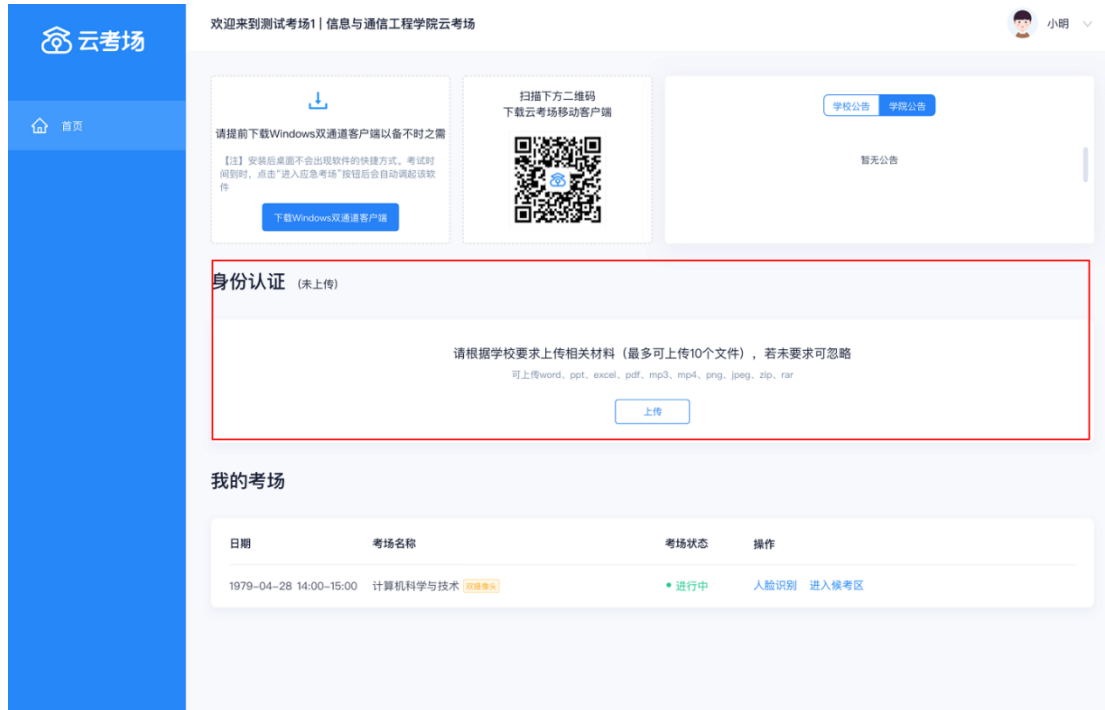 云考场
首页
欢迎来到测试考场1 | 信息与通信工程学院云考场
小明
请提前下载Windows双通道客户端以备不时之需
【注】安装后桌面不会出现软件的快捷方式。考试时
间到时，点击“进入应急考场”按钮后会自动调起该软
件
下载Windows双通道客户端
扫描下方二维码
下载云考场移动客户端
学校公告 学院公告
暂无公告
身份认证 (未上传)
请根据学校要求上传相关材料（最多可上传10个文件），若未要求可忽略
可上传word、ppt、excel、pdf、mp3、mp4、png、jpeg、zip、rar
上传
我的考场
日期 考场名称 考场状态 操作
1979-04-28 14:00-15:00 计算机科学与技术 双摄像头 进行中 人脸识别 进入候考区